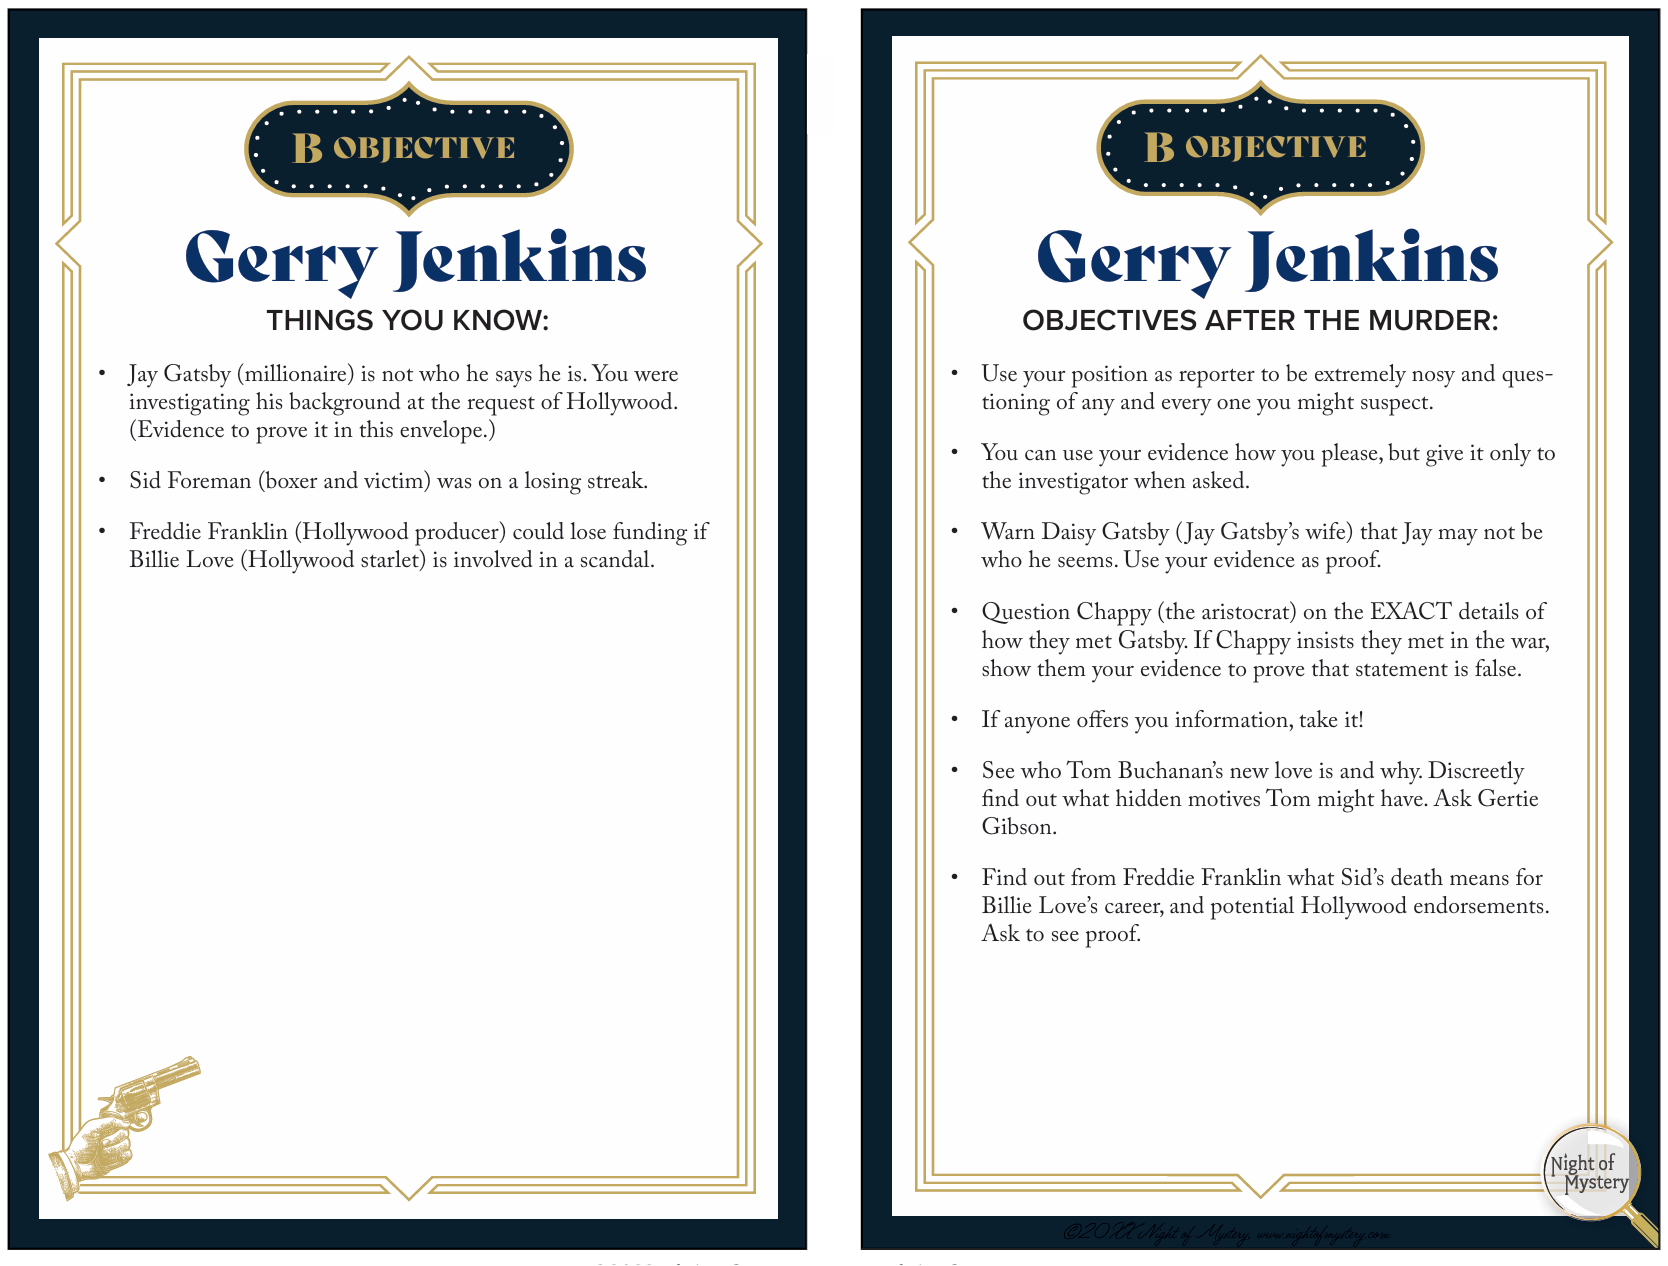 B OBJECTIVE
Gerry Jenkins
THINGS YOU KNOW:
• Jay Gatsby (millionaire) is not who he says he is. You were
investigating his background at the request of Hollywood.
(Evidence to prove it in this envelope.)
• Sid Foreman (boxer and victim) was on a losing streak.
• Freddie Franklin (Hollywood producer) could lose funding if
Billie Love (Hollywood starlet) is involved in a scandal.
B OBJECTIVE
Gerry Jenkins
OBJECTIVES AFTER THE MURDER:
• Use your position as reporter to be extremely nosy and ques-
tioning of any and every one you might suspect.
• You can use your evidence how you please, but give it only to
the investigator when asked.
• Warn Daisy Gatsby (Jay Gatsby's wife) that Jay may not be
who he seems. Use your evidence as proof.
• Question Chappy (the aristocrat) on the EXACT details of
how they met Gatsby. If Chappy insists they met in the war,
show them your evidence to prove that statement is false.
• If anyone offers you information, take it!
• See who Tom Buchanan's new love is and why. Discreetly
find out what hidden motives Tom might have. Ask Gertie
Gibson.
• Find out from Freddie Franklin what Sid's death means for
Billie Love's career, and potential Hollywood endorsements.
Ask to see proof.
Night of
Mystery
©20XX Night of Mystery, www.nightofmystery.com